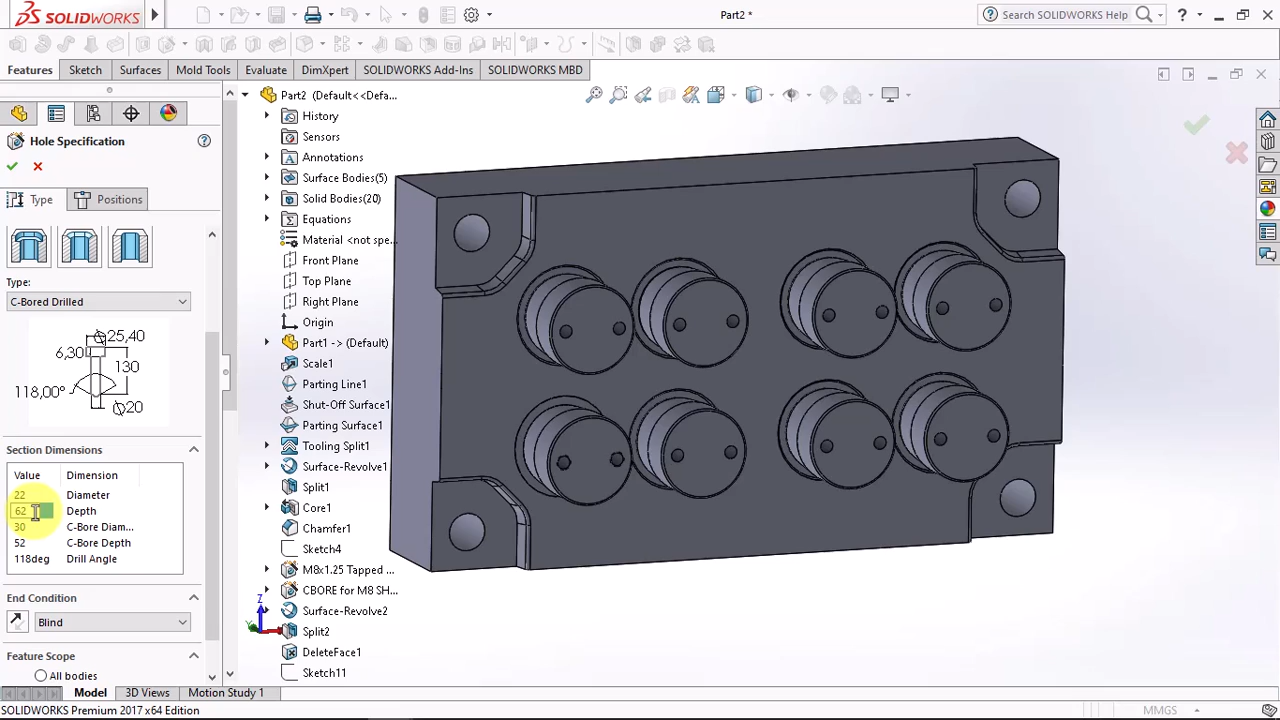 SOLIDWORKS
Part2 *
Search SOLIDWORKS Help
?
Features
Sketch
Surfaces
Mold Tools
Evaluate
DimXpert
SOLIDWORKS Add-Ins
SOLIDWORKS MBD
Hole Specification
?
Type
Positions
Type:
C-Bored Drilled
∅25,40
6,30
130
118,00°
∅20
Section Dimensions
Value Dimension
22 Diameter
62 Depth
30 C-Bore Diam...
52 C-Bore Depth
118deg Drill Angle
End Condition
Blind
Feature Scope
All bodies
Part2 (Default<<Defa...
History
Sensors
Annotations
Surface Bodies(5)
Solid Bodies(20)
Equations
Material <not spe...
Front Plane
Top Plane
Right Plane
Origin
Part1 -> (Default)
Scale1
Parting Line1
Shut-Off Surface1
Parting Surface1
Tooling Split1
Surface-Revolve1
Split1
Core1
Chamfer1
Sketch4
M8x1.25 Tapped ...
CBORE for M8 SH...
Surface-Revolve2
Split2
DeleteFace1
Sketch11
Z
Y
Model
3D Views
Motion Study 1
SOLIDWORKS Premium 2017 x64 Edition
MMGS